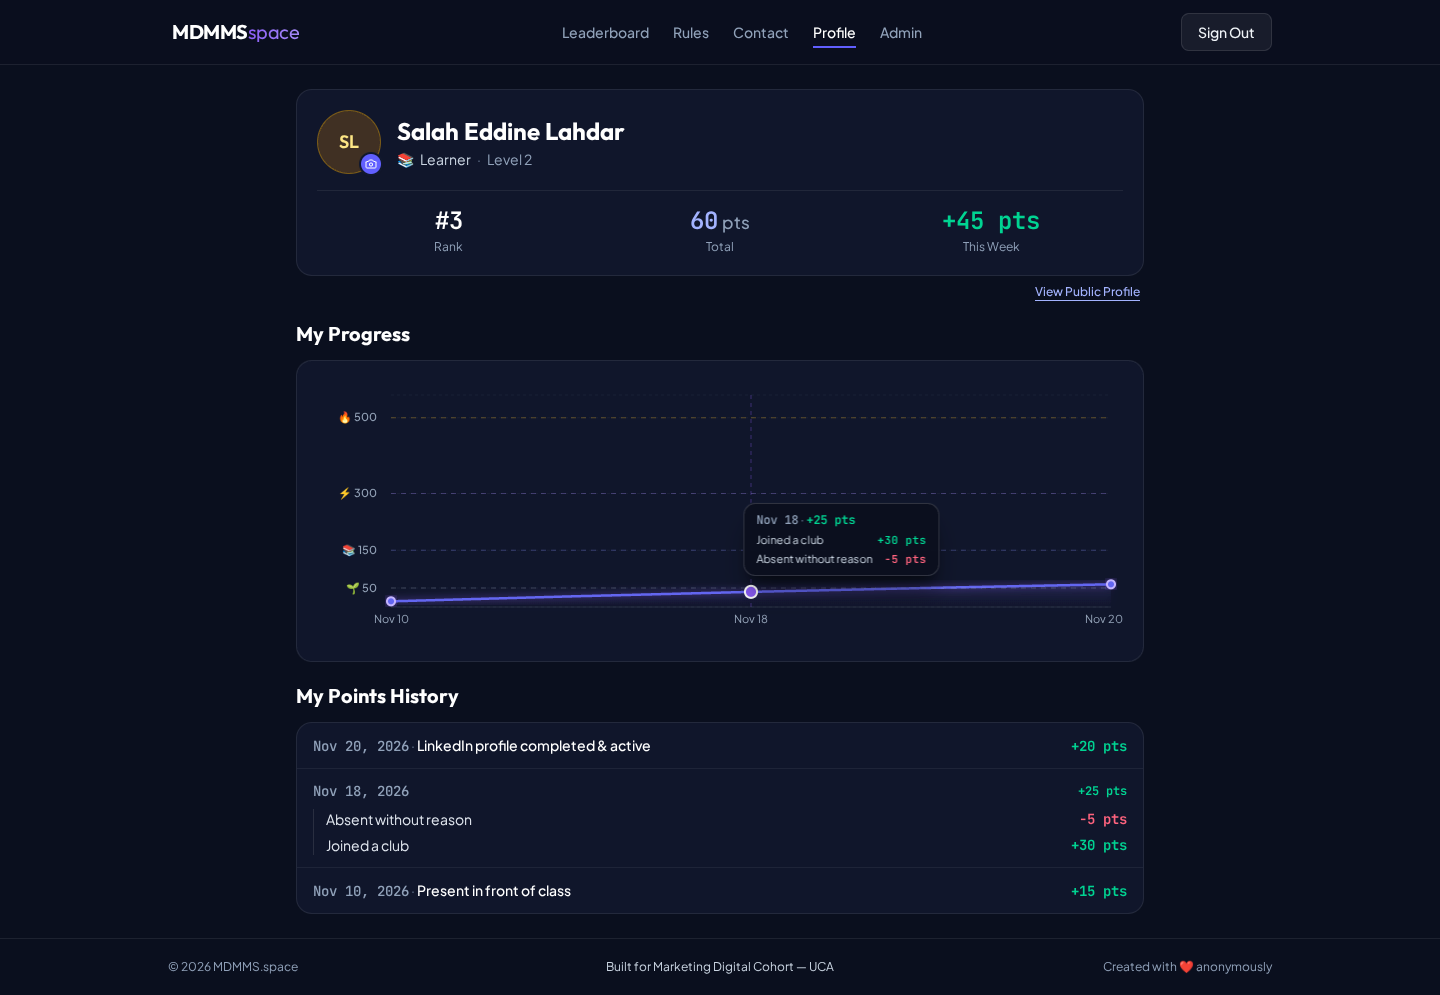 MDMMSspace
Leaderboard Rules Contact Profile Admin
Sign Out
SL
Salah Eddine Lahdar
📚 Learner · Level 2
#3 60 pts +45 pts
Rank Total This Week
View Public Profile
My Progress
🔥 500
⚡ 300
Nov 18 · +25 pts
Joined a club +30 pts
📚 150
Absent without reason -5 pts
🌱 50
Nov 10 Nov 18 Nov 20
My Points History
Nov 20, 2026 · LinkedIn profile completed & active +20 pts
Nov 18, 2026 +25 pts
Absent without reason -5 pts
Joined a club +30 pts
Nov 10, 2026 · Present in front of class +15 pts
© 2026 MDMMS.space Built for Marketing Digital Cohort — UCA Created with ❤️ anonymously